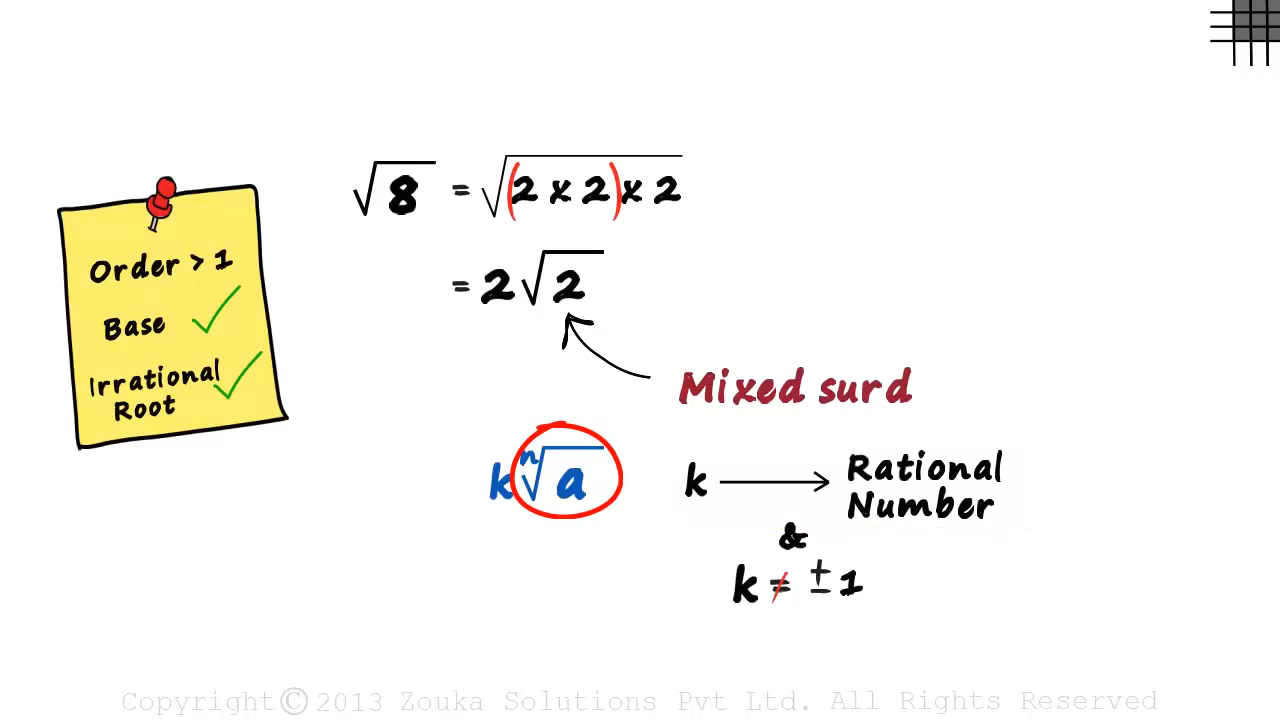 Order > 1
Base ✓
Irrational ✓
Root
√8 = √(2 x 2) x 2
= 2√2
Mixed surd
k ⁿ√a
k → Rational
Number
&
k ≠ ± 1
Copyright© 2013 Zouka Solutions Pvt Ltd. All Rights Reserved